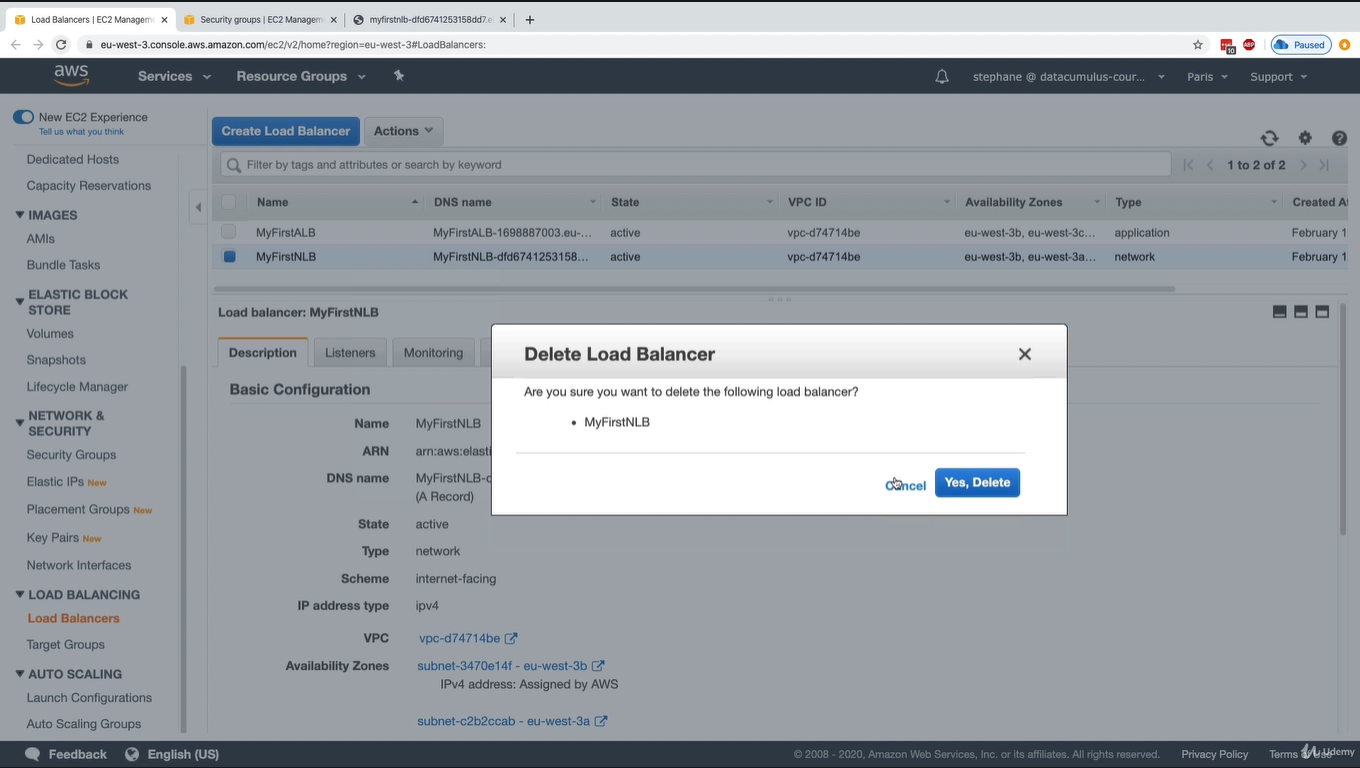 Load Balancers | EC2 Managem
Security groups | EC2 Managem
myfirstnlb-dfd6741253158dd7.e
eu-west-3.console.aws.amazon.com/ec2/v2/home?region=eu-west-3#LoadBalancers:
10
ABP
Paused
aws
Services
Resource Groups
stephane @ datacumulus-cour...
Paris
Support
New EC2 Experience
Tell us what you think
Dedicated Hosts
Capacity Reservations
IMAGES
AMIs
Bundle Tasks
ELASTIC BLOCK
STORE
Volumes
Snapshots
Lifecycle Manager
NETWORK &
SECURITY
Security Groups
Elastic IPs New
Placement Groups New
Key Pairs New
Network Interfaces
LOAD BALANCING
Load Balancers
Target Groups
AUTO SCALING
Launch Configurations
Auto Scaling Groups
Create Load Balancer
Actions
Filter by tags and attributes or search by keyword
1 to 2 of 2
Name DNS name State VPC ID Availability Zones Type Created At
MyFirstALB MyFirstALB-1698887003.eu-... active vpc-d74714be eu-west-3b, eu-west-3c... application February 1
MyFirstNLB MyFirstNLB-dfd6741253158... active vpc-d74714be eu-west-3b, eu-west-3a... network February 1
Load balancer: MyFirstNLB
Description
Listeners
Monitoring
Basic Configuration
Name MyFirstNLB
ARN arn:aws:elasti
DNS name MyFirstNLB-d
(A Record)
State active
Type network
Scheme internet-facing
IP address type ipv4
VPC vpc-d74714be
Availability Zones subnet-3470e14f - eu-west-3b
IPv4 address: Assigned by AWS
subnet-c2b2ccab - eu-west-3a
Delete Load Balancer
Are you sure you want to delete the following load balancer?
• MyFirstNLB
Cancel
Yes, Delete
Feedback
English (US)
© 2008 - 2020, Amazon Web Services, Inc. or its affiliates. All rights reserved.
Privacy Policy
Terms of Use
Udemy